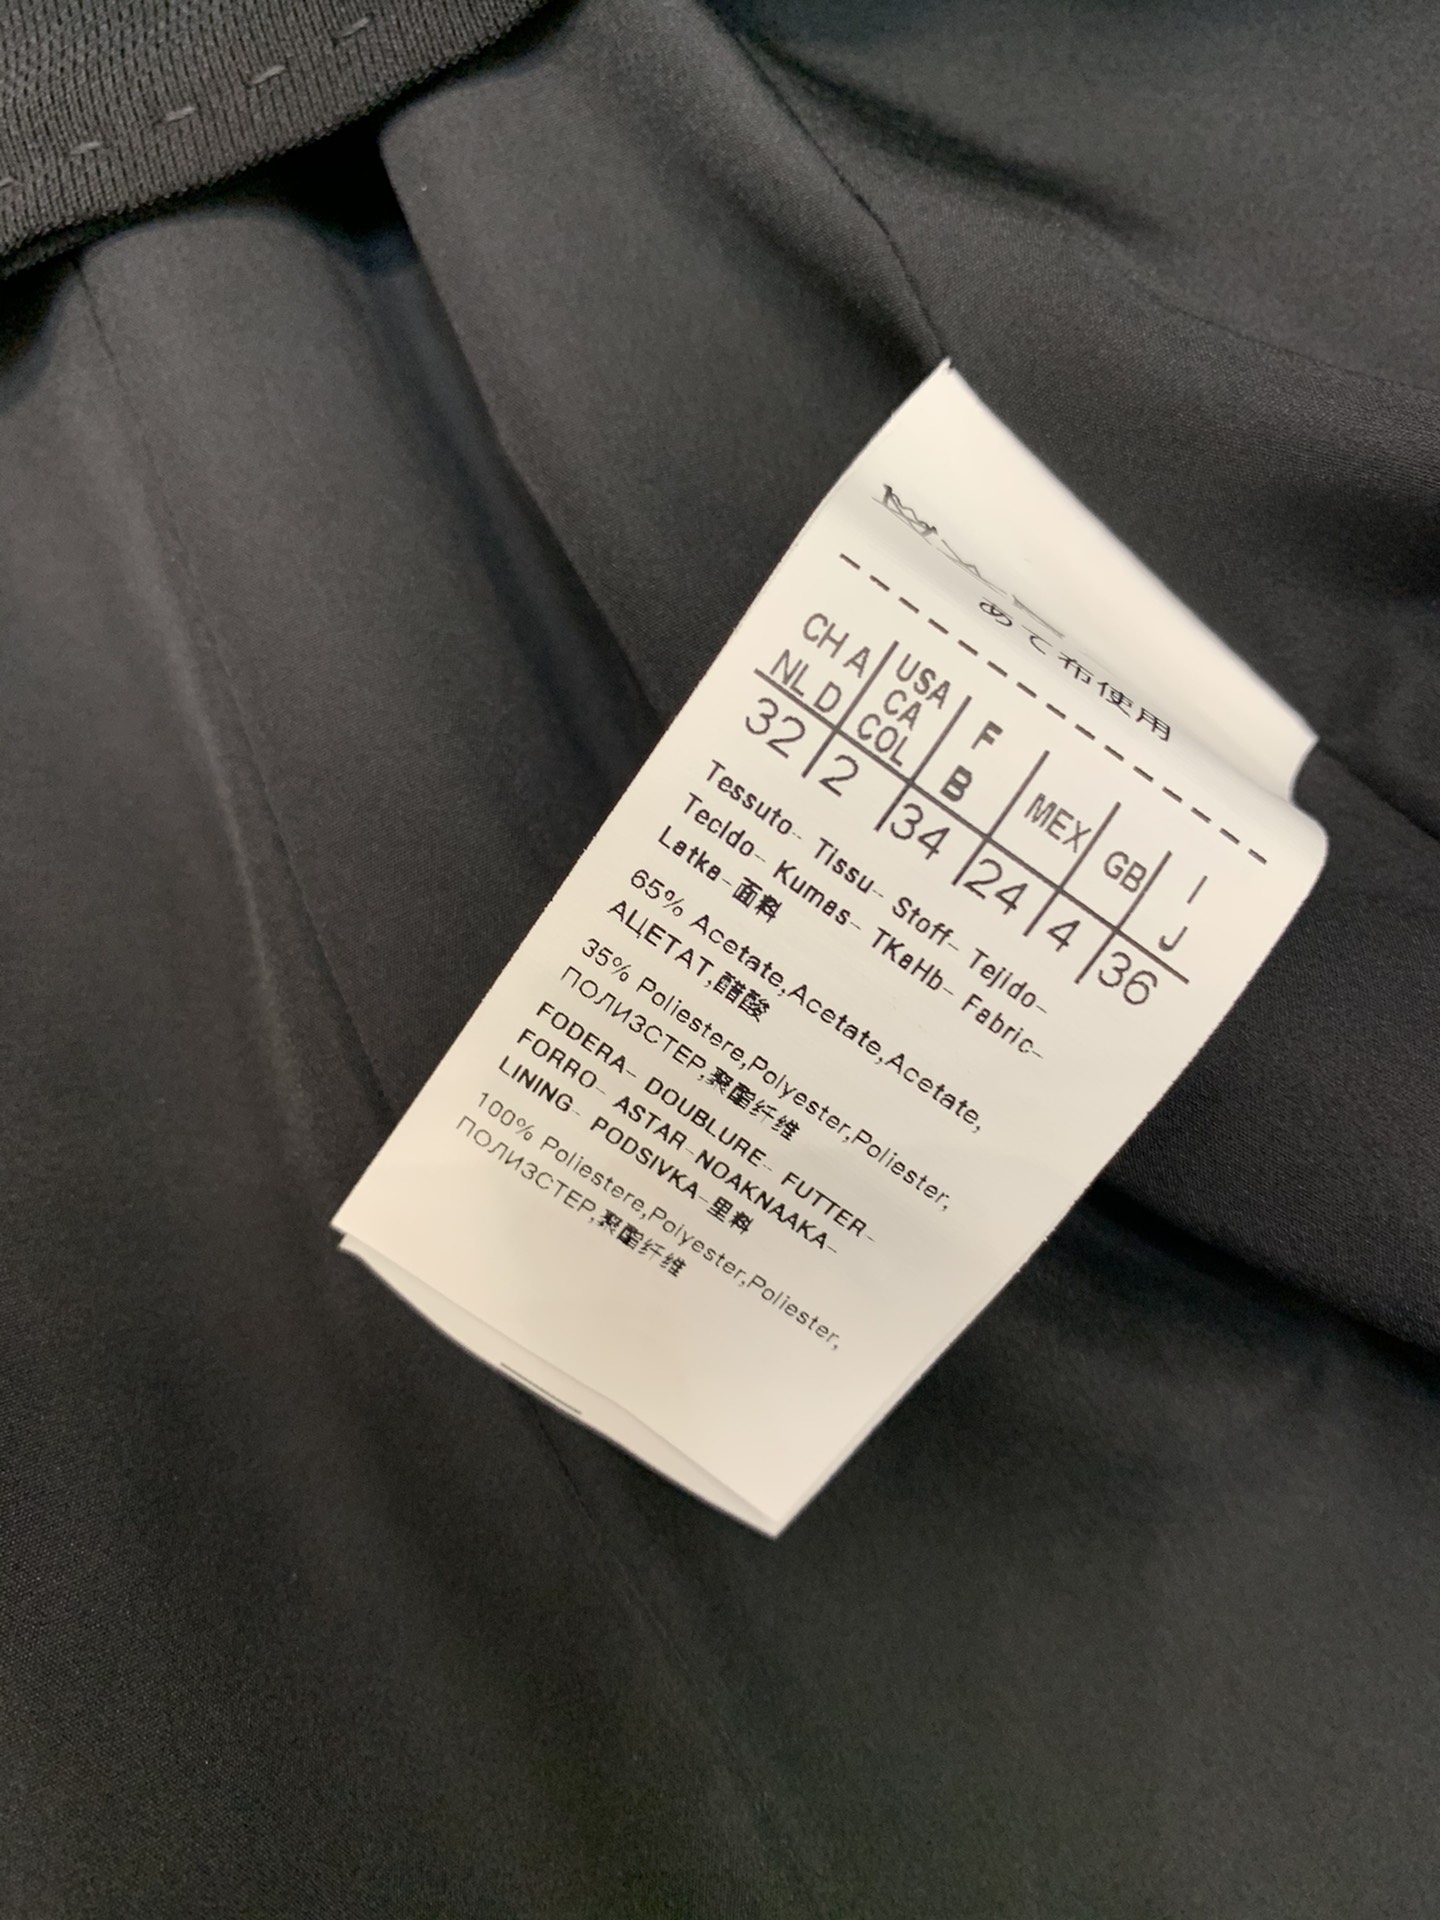 あて布使用
CH A USA F MEX GB I
NL D CA B J
COL
32 2 34 24 4 36
Tessuto- Tissu- Stoff- Tejido-
Tecido- Kumas- TKaHb- Fabric-
Latka-面料
65% Acetate,Acetate,Acetate,Acetate,
АЦЕТАТ,醋酸
35% Poliestere,Polyester,Poliester,
ПОЛИЗСТЕР,聚酯纤维
FODERA- DOUBLURE- FUTTER-
FORRO- ASTAR-NOAKNAAKA-
LINING- PODSIVKA-里料
100% Poliestere,Polyester,Poliester,
ПОЛИЗСТЕР,聚酯纤维